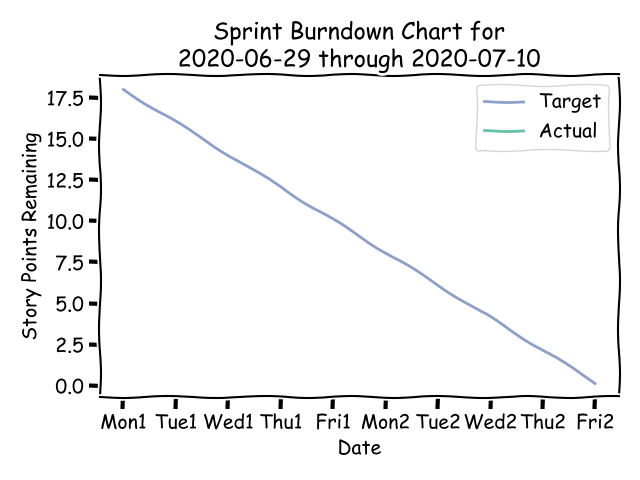 Sprint Burndown Chart for
2020-06-29 through 2020-07-10
Target
Actual
Story Points Remaining
17.5
15.0
12.5
10.0
7.5
5.0
2.5
0.0
Mon1 Tue1 Wed1 Thu1 Fri1 Mon2 Tue2 Wed2 Thu2 Fri2
Date